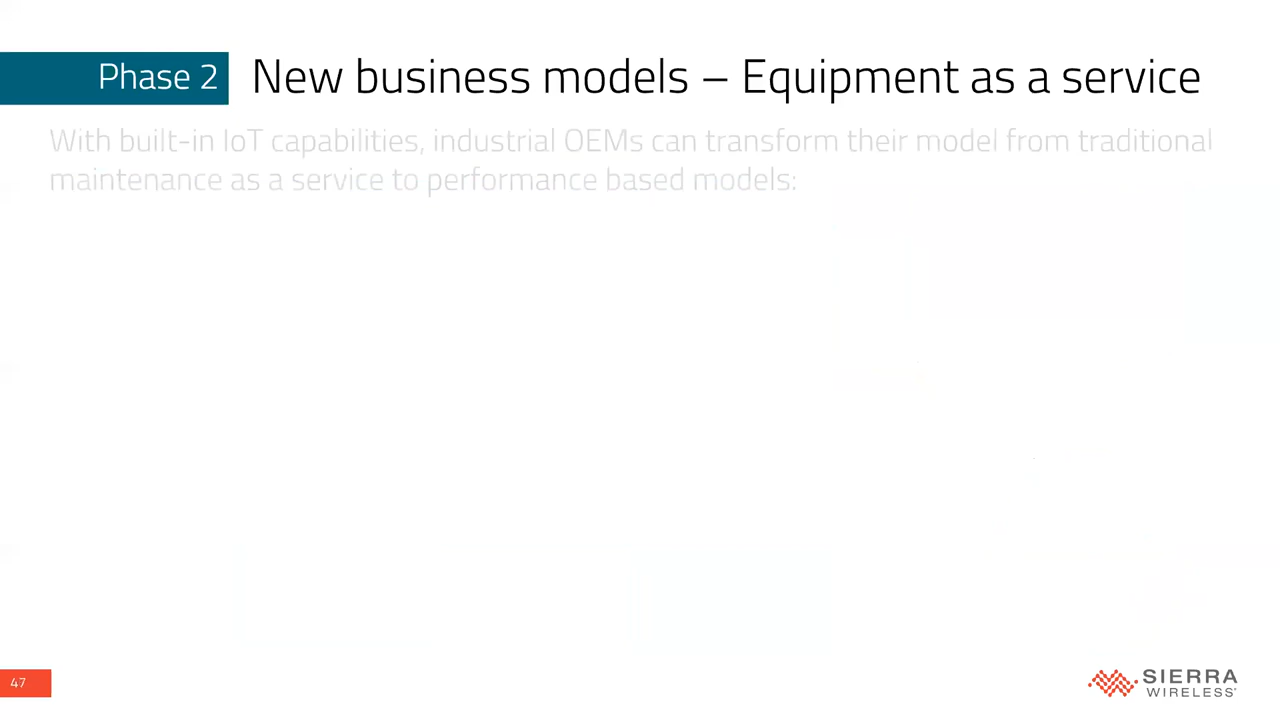 Phase 2
New business models – Equipment as a service
With built-in IoT capabilities, industrial OEMs can transform their model from traditional
maintenance as a service to performance based models:
47
SIERRA
WIRELESS